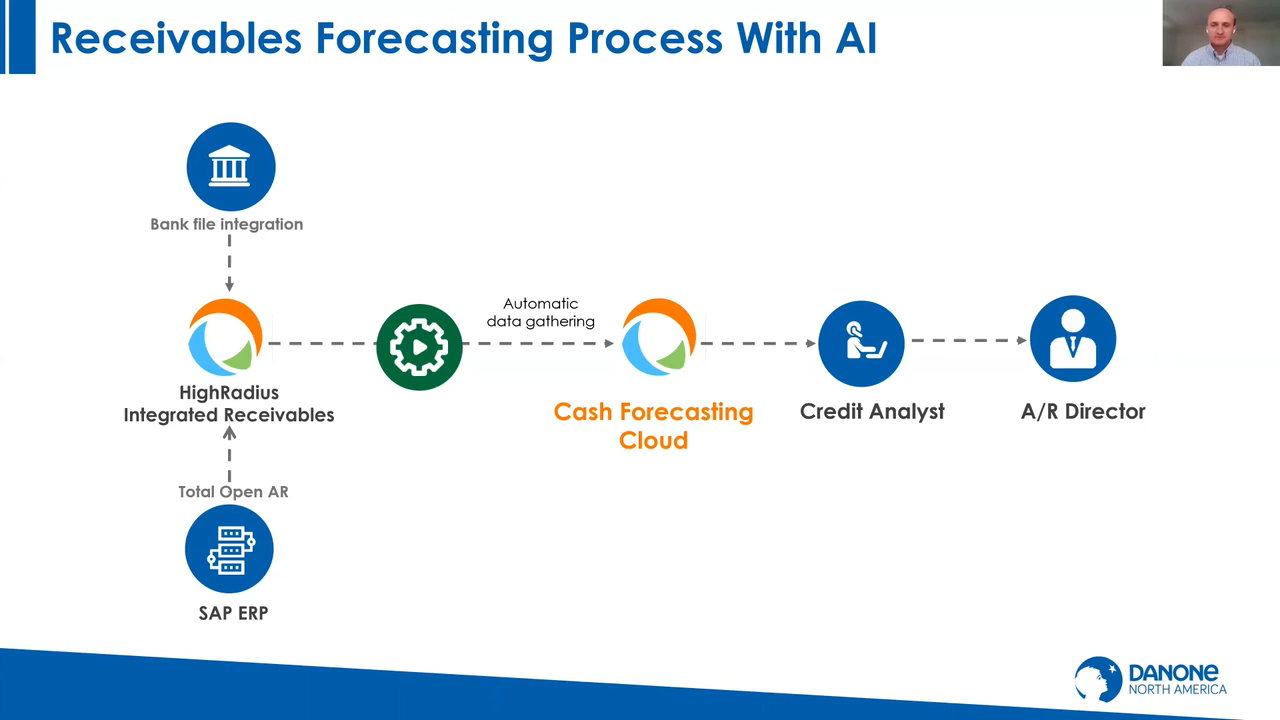 Receivables Forecasting Process With AI
Bank file integration
Automatic
data gathering
HighRadius
Integrated Receivables
Cash Forecasting
Cloud
Credit Analyst
A/R Director
Total Open AR
SAP ERP
DANONE
NORTH AMERICA